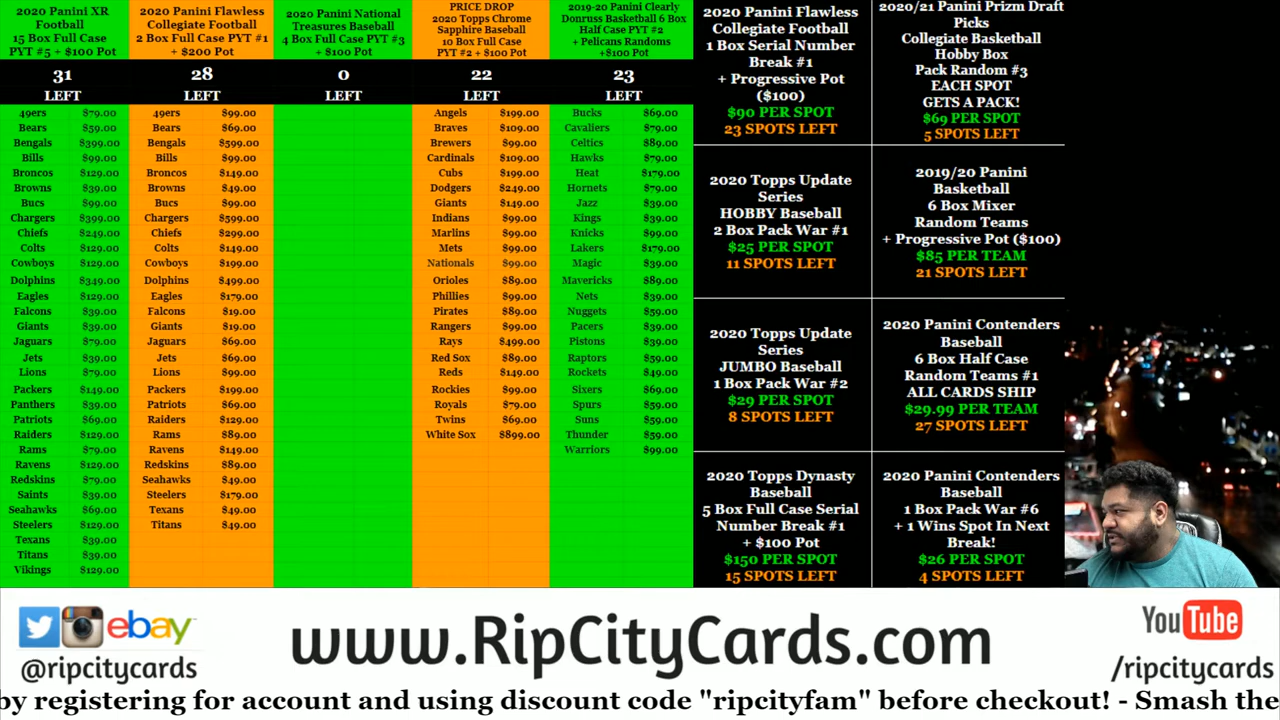 2020 Panini XR
Football
15 Box Full Case
PYT #5 + $100 Pot
31
LEFT
49ers $79.00
Bears $59.00
Bengals $399.00
Bills $99.00
Broncos $129.00
Browns $39.00
Bucs $99.00
Chargers $399.00
Chiefs $249.00
Colts $129.00
Cowboys $129.00
Dolphins $349.00
Eagles $129.00
Falcons $39.00
Giants $39.00
Jaguars $79.00
Jets $39.00
Lions $79.00
Packers $149.00
Panthers $39.00
Patriots $69.00
Raiders $129.00
Rams $79.00
Ravens $129.00
Redskins $79.00
Saints $39.00
Seahawks $69.00
Steelers $129.00
Texans $39.00
Titans $39.00
Vikings $129.00
2020 Panini Flawless
Collegiate Football
2 Box Full Case PYT #1
+ $200 Pot
28
LEFT
49ers $99.00
Bears $69.00
Bengals $599.00
Bills $99.00
Broncos $149.00
Browns $49.00
Bucs $99.00
Chargers $599.00
Chiefs $299.00
Colts $149.00
Cowboys $199.00
Dolphins $499.00
Eagles $179.00
Falcons $19.00
Giants $19.00
Jaguars $69.00
Jets $69.00
Lions $99.00
Packers $199.00
Patriots $69.00
Raiders $129.00
Rams $89.00
Ravens $149.00
Redskins $89.00
Seahawks $49.00
Steelers $179.00
Texans $49.00
Titans $49.00
2020 Panini National
Treasures Baseball
4 Box Full Case PYT #3
+ $100 Pot
0
LEFT
PRICE DROP
2020 Topps Chrome
Sapphire Baseball
10 Box Full Case
PYT #2 + $100 Pot
22
LEFT
Angels $199.00
Braves $109.00
Brewers $99.00
Cardinals $109.00
Cubs $199.00
Dodgers $249.00
Giants $149.00
Indians $99.00
Marlins $99.00
Mets $99.00
Nationals $99.00
Orioles $89.00
Phillies $99.00
Pirates $89.00
Rangers $99.00
Rays $499.00
Red Sox $89.00
Reds $149.00
Rockies $99.00
Royals $79.00
Twins $69.00
White Sox $899.00
2019-20 Panini Clearly
Donruss Basketball 6 Box
Half Case PYT #2
+ Pelicans Randoms
+$100 Pot
23
LEFT
Bucks $69.00
Cavaliers $79.00
Celtics $89.00
Hawks $79.00
Heat $179.00
Hornets $79.00
Jazz $39.00
Kings $39.00
Knicks $99.00
Lakers $179.00
Magic $39.00
Mavericks $89.00
Nets $39.00
Nuggets $59.00
Pacers $39.00
Pistons $39.00
Raptors $59.00
Rockets $49.00
Sixers $69.00
Spurs $59.00
Suns $59.00
Thunder $59.00
Warriors $99.00
2020 Panini Flawless
Collegiate Football
1 Box Serial Number
Break #1
+ Progressive Pot
($100)
$90 PER SPOT
23 SPOTS LEFT
2020/21 Panini Prizm Draft
Picks
Collegiate Basketball
Hobby Box
Pack Random #3
EACH SPOT
GETS A PACK!
$69 PER SPOT
5 SPOTS LEFT
2020 Topps Update
Series
HOBBY Baseball
2 Box Pack War #1
$25 PER SPOT
11 SPOTS LEFT
2019/20 Panini
Basketball
6 Box Mixer
Random Teams
+ Progressive Pot ($100)
$85 PER TEAM
21 SPOTS LEFT
2020 Topps Update
Series
JUMBO Baseball
1 Box Pack War #2
$29 PER SPOT
8 SPOTS LEFT
2020 Panini Contenders
Baseball
6 Box Half Case
Random Teams #1
ALL CARDS SHIP
$29.99 PER TEAM
27 SPOTS LEFT
2020 Topps Dynasty
Baseball
5 Box Full Case Serial
Number Break #1
+ $100 Pot
$150 PER SPOT
15 SPOTS LEFT
2020 Panini Contenders
Baseball
1 Box Pack War #6
+ 1 Wins Spot In Next
Break!
$26 PER SPOT
4 SPOTS LEFT
ebay
@ripcitycards
www.RipCityCards.com
YouTube
/ripcitycards
by registering for account and using discount code "ripcityfam" before checkout! - Smash the